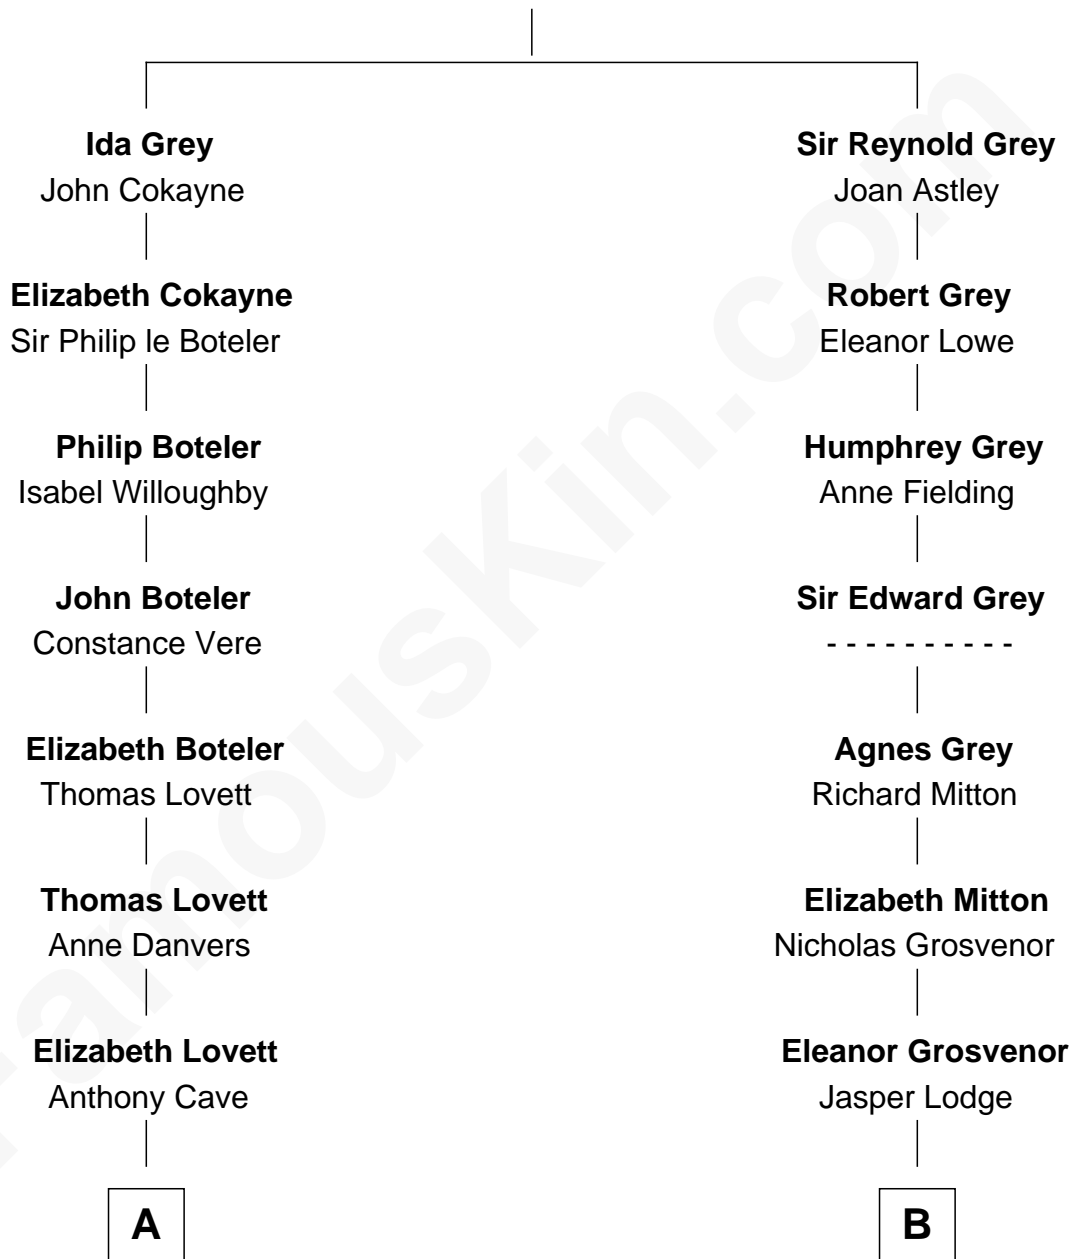 Ida Grey
John Cokayne
Elizabeth Cokayne
Sir Philip le Boteler
Philip Boteler
Isabel Willoughby
John Boteler
Constance Vere
Elizabeth Boteler
Thomas Lovett
Thomas Lovett
Anne Danvers
Elizabeth Lovett
Anthony Cave
A
Sir Reynold Grey
Joan Astley
Robert Grey
Eleanor Lowe
Humphrey Grey
Anne Fielding
Sir Edward Grey
- - - - - - - - - -
Agnes Grey
Richard Mitton
Elizabeth Mitton
Nicholas Grosvenor
Eleanor Grosvenor
Jasper Lodge
B
FamousKin.com